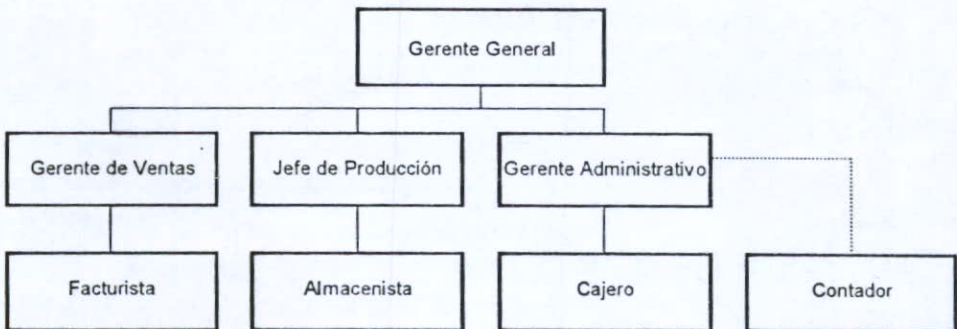 Gerente General
Gerente de Ventas
Jefe de Producción
Gerente Administrativo
Facturista
Almacenista
Cajero
Contador